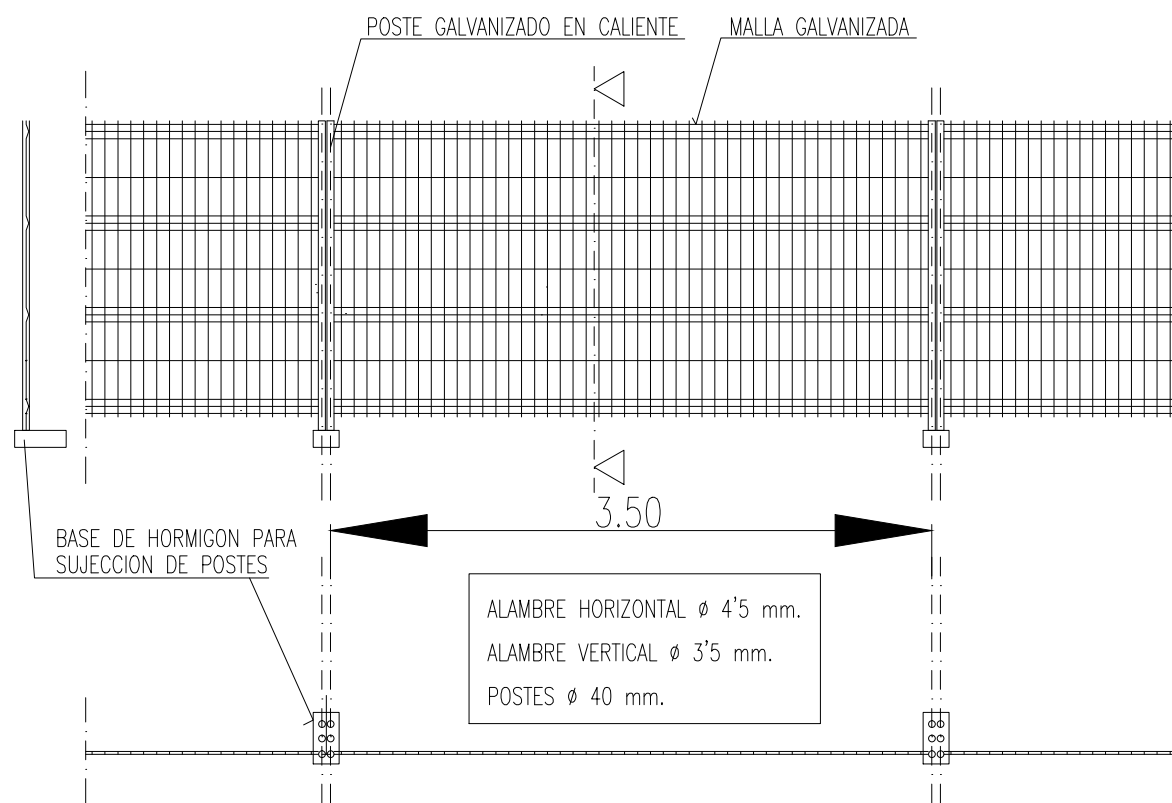 POSTE GALVANIZADO EN CALIENTE
MALLA GALVANIZADA
3.50
BASE DE HORMIGON PARA
SUJECCION DE POSTES
ALAMBRE HORIZONTAL ø 4'5 mm.
ALAMBRE VERTICAL ø 3'5 mm.
POSTES ø 40 mm.